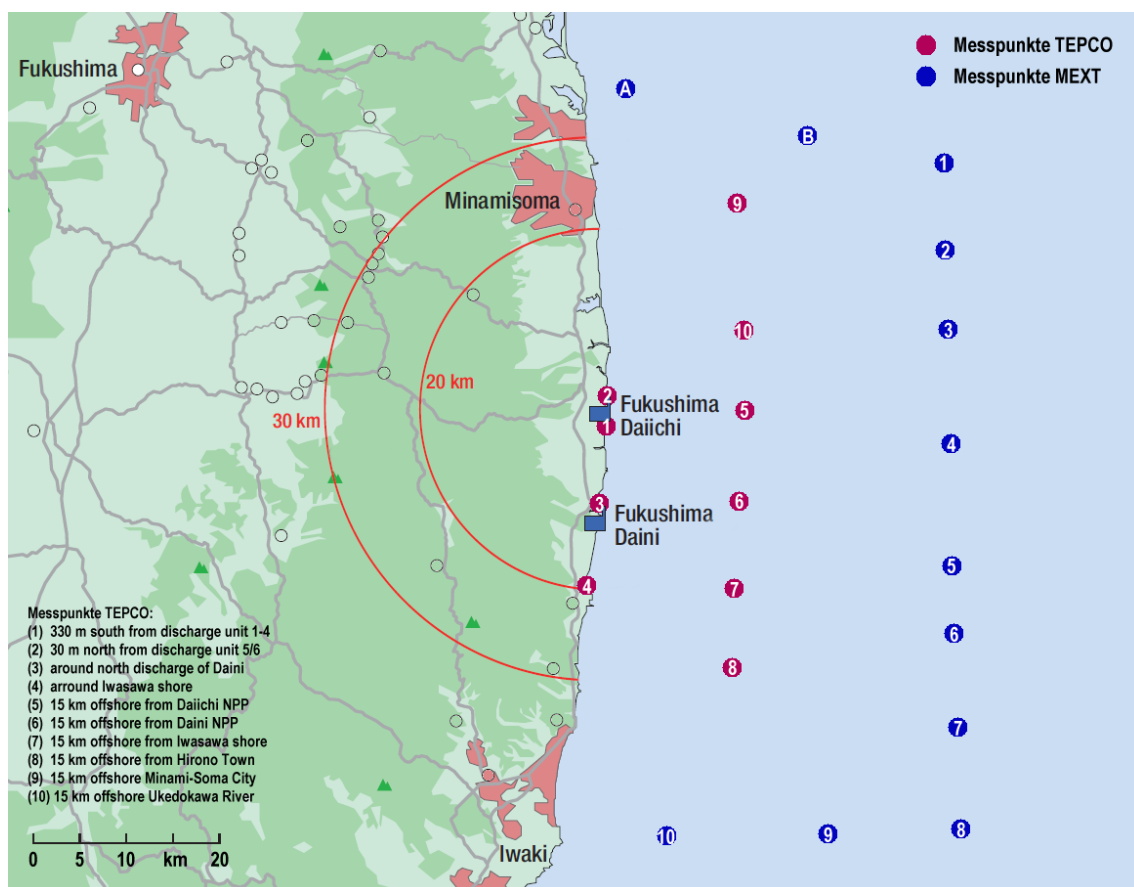 Messpunkte TEPCO
Messpunkte MEXT
Fukushima
A
B
1
Minamisoma
9
2
10
3
20 km
2
Fukushima
Daiichi
5
30 km
1
4
3
6
Fukushima
Daini
5
4
7
Messpunkte TEPCO:
(1) 330 m south from discharge unit 1-4
(2) 30 m north from discharge unit 5/6
(3) around north discharge of Daini
(4) arround Iwasawa shore
(5) 15 km offshore from Daiichi NPP
(6) 15 km offshore from Daini NPP
(7) 15 km offshore from Iwasawa shore
(8) 15 km offshore from Hirono Town
(9) 15 km offshore Minami-Soma City
(10) 15 km offshore Ukedokawa River
6
8
7
10
9
8
Iwaki
0 5 10 km 20